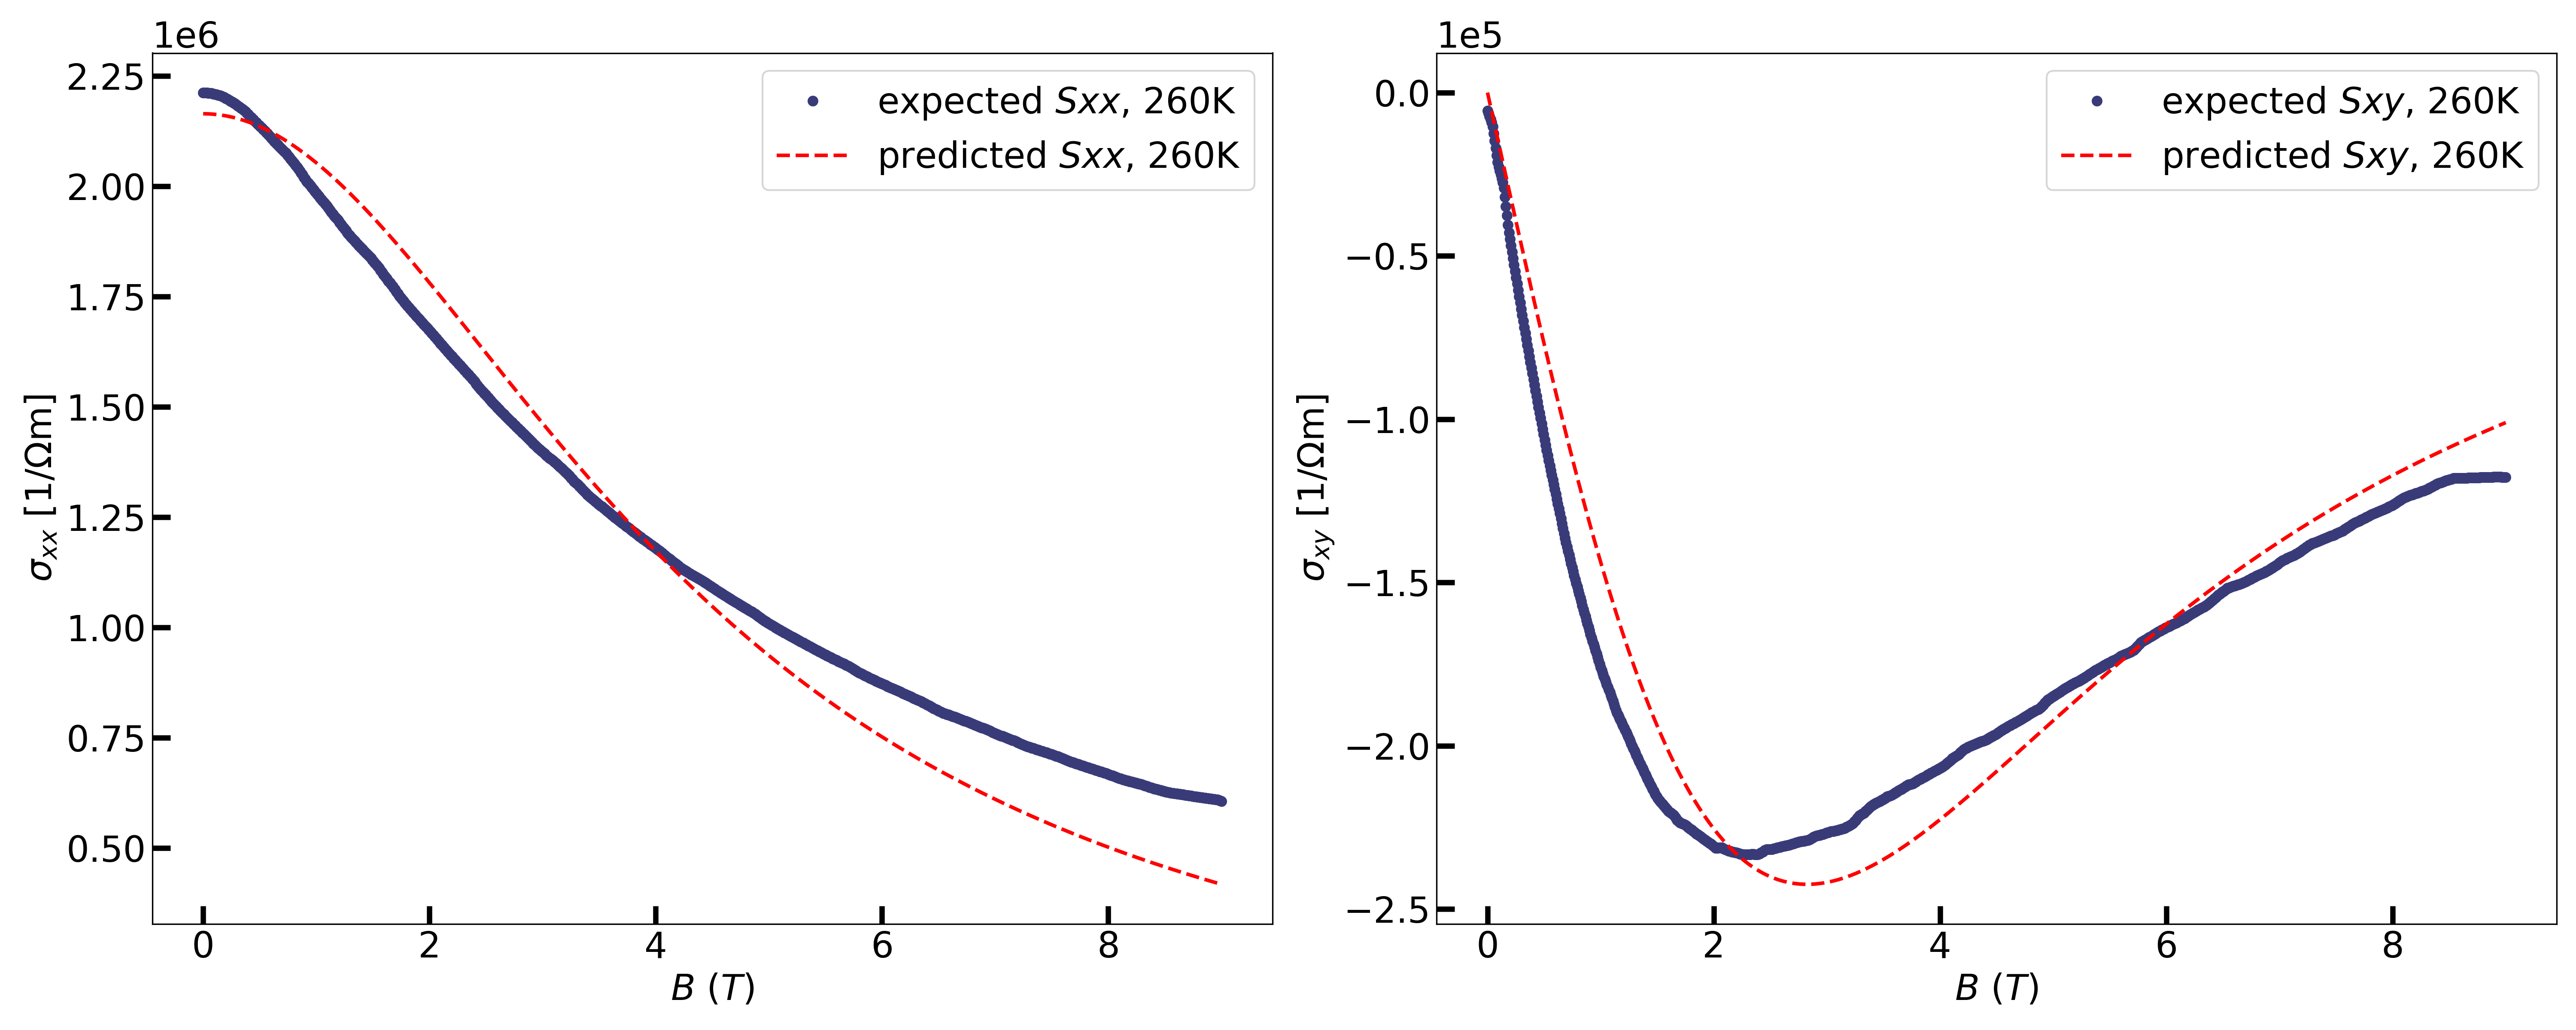 1e6
2.25
2.00
1.75
1.50
1.25
1.00
0.75
0.50
σxx [1/Ωm]
0 2 4 6 8
B (T)
expected Sxx, 260K
predicted Sxx, 260K
1e5
0.0
−0.5
−1.0
−1.5
−2.0
−2.5
σxy [1/Ωm]
0 2 4 6 8
B (T)
expected Sxy, 260K
predicted Sxy, 260K